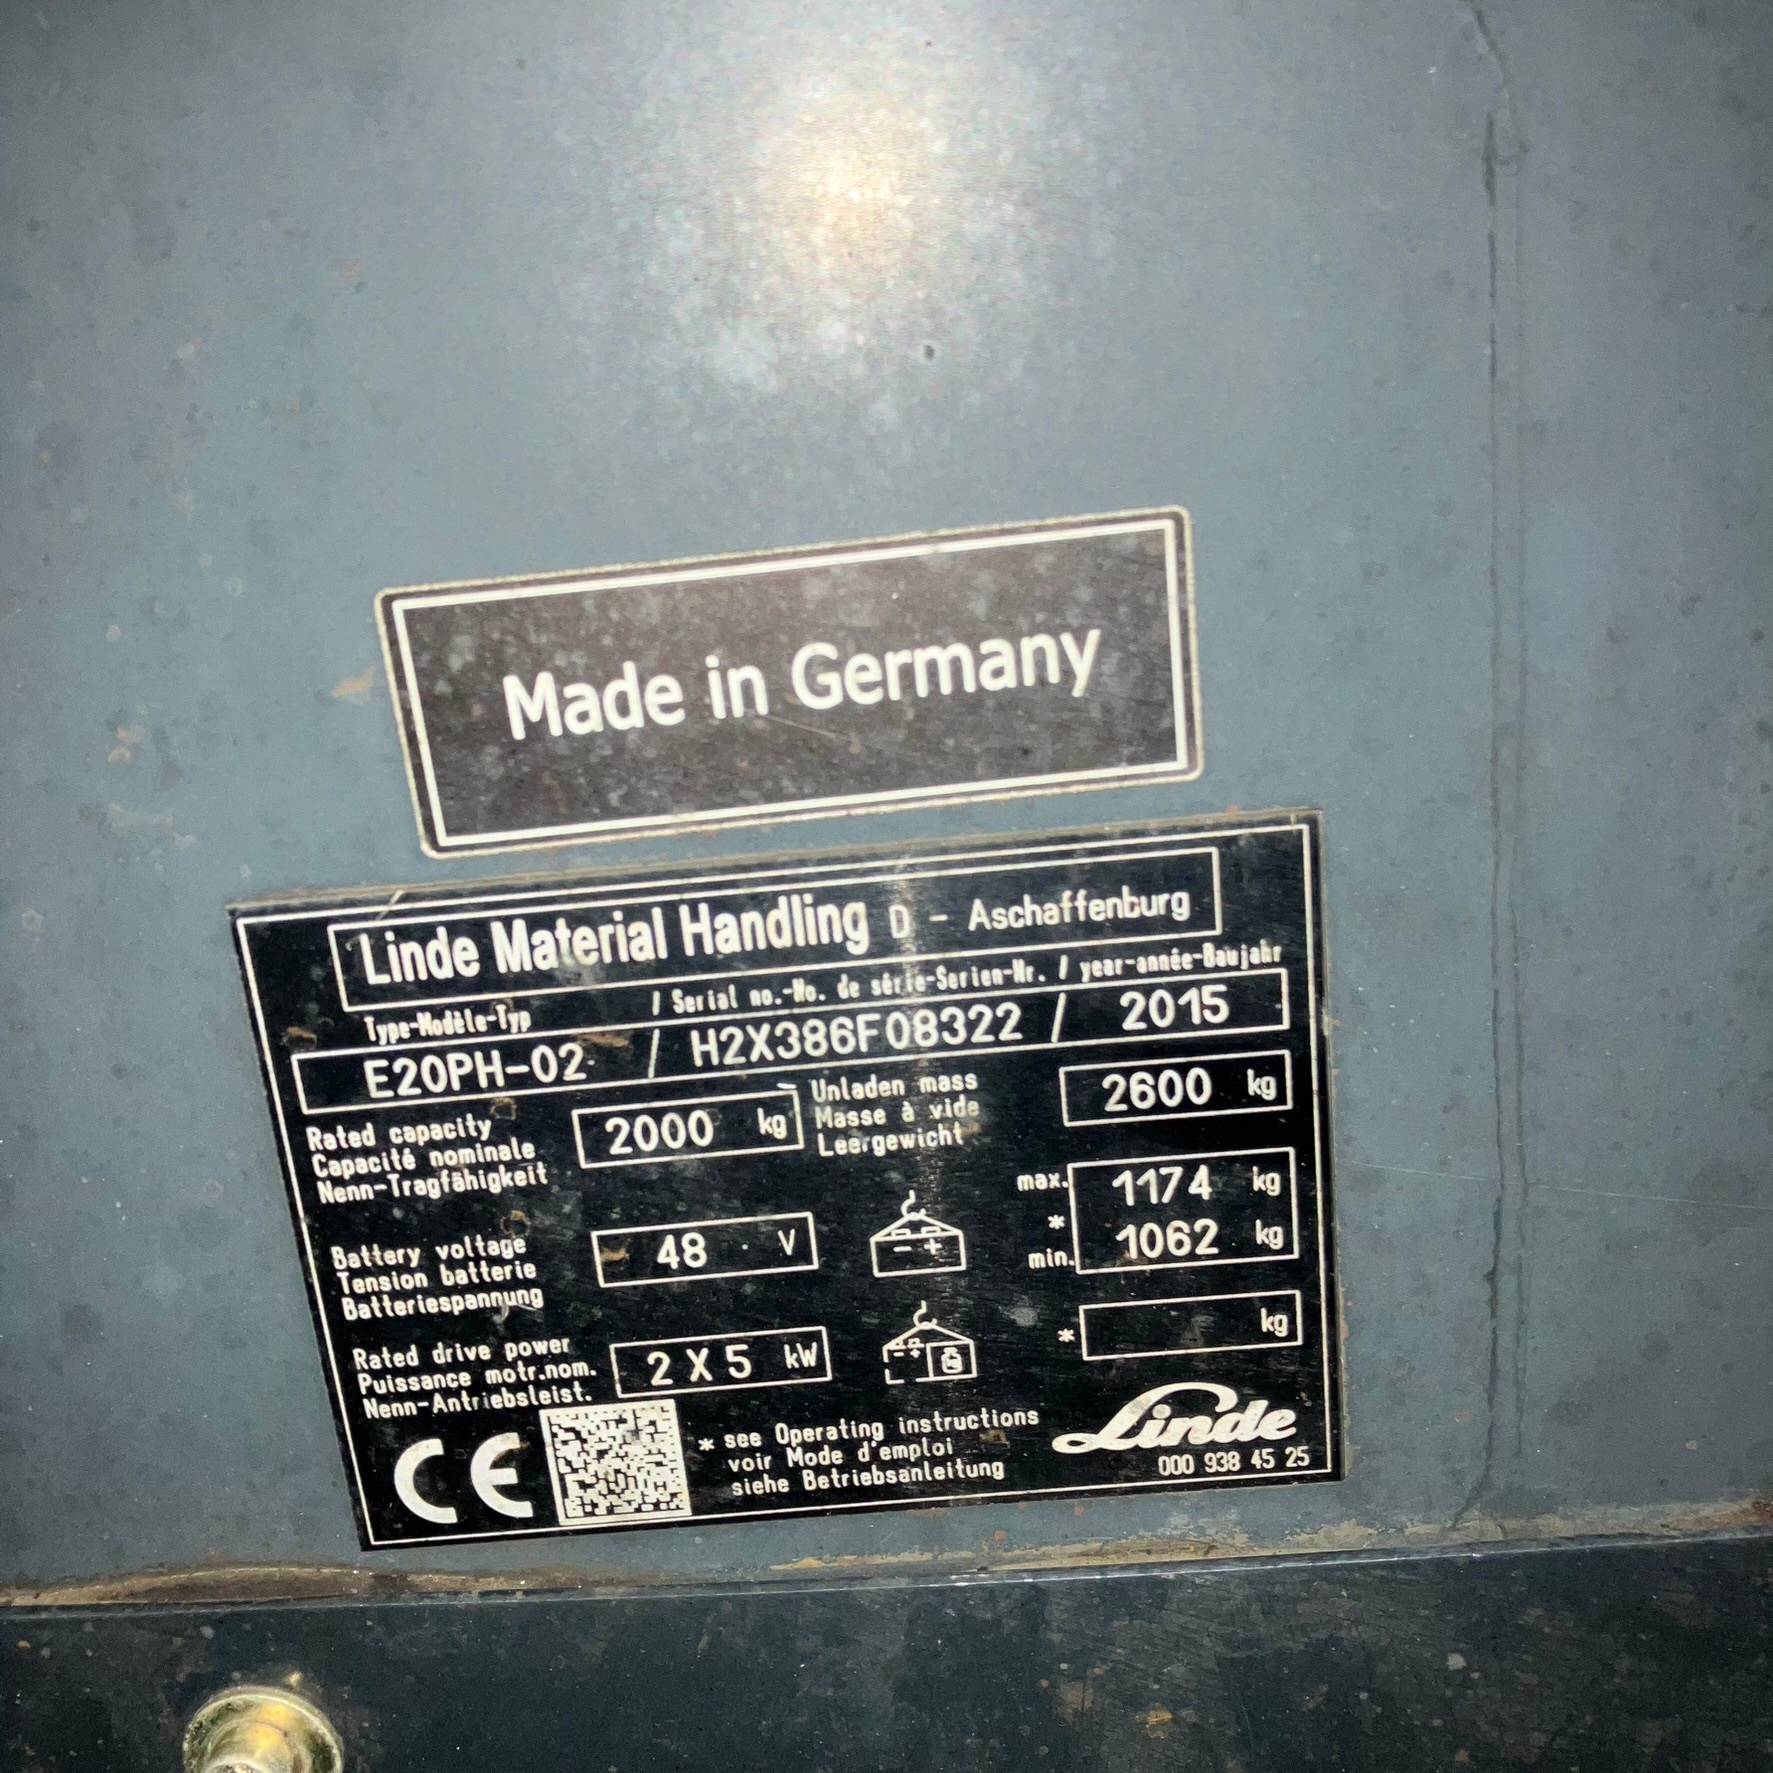 Made in Germany
Linde Material Handling D - Aschaffenburg
Type-Modèle-Typ / Serial no.-No. de série-Serien-Nr. / year-année-Baujahr
E20PH-02 / H2X386F08322 / 2015
Rated capacity
Capacité nominale
Nenn-Tragfähigkeit
2000 kg
Unladen mass
Masse à vide
Leergewicht
2600 kg
Battery voltage
Tension batterie
Batteriespannung
48 V
- +
max. 1174 kg
*
min. 1062 kg
Rated drive power
Puissance motr.nom.
Nenn-Antriebsleist.
2 X 5 kW
- +
kg
* kg
CE
* see Operating instructions
voir Mode d'emploi
siehe Betriebsanleitung
Linde
000 938 45 25